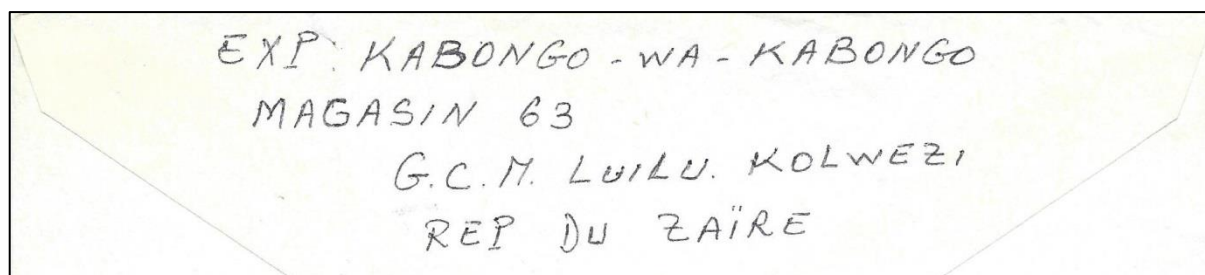 EXP: KABONGO-WA-KABONGO
MAGASIN 63
G.C.M. LUILU. KOLWEZI
REP DU ZAÏRE